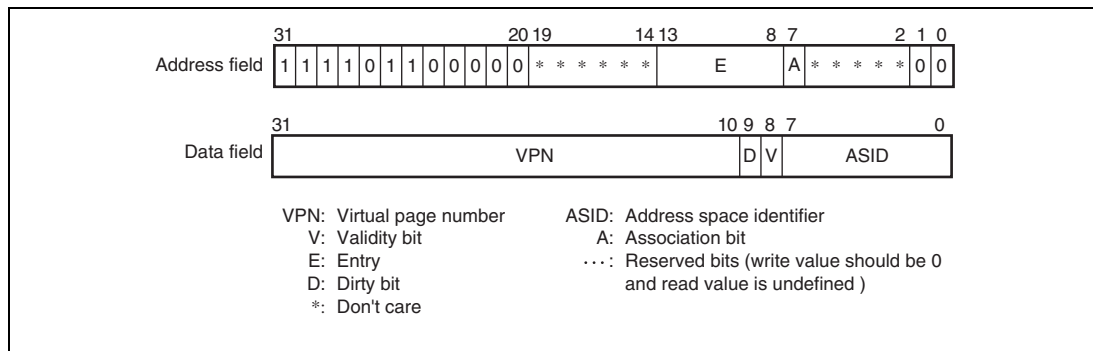 31 20 19 14 13 8 7 2 1 0
Address field 1 1 1 1 0 1 1 0 0 0 0 0 * * * * * * E A * * * * * 0 0
31 10 9 8 7 0
Data field VPN D V ASID
VPN: Virtual page number ASID: Address space identifier
V: Validity bit A: Association bit
E: Entry ···: Reserved bits (write value should be 0
D: Dirty bit and read value is undefined )
*: Don't care